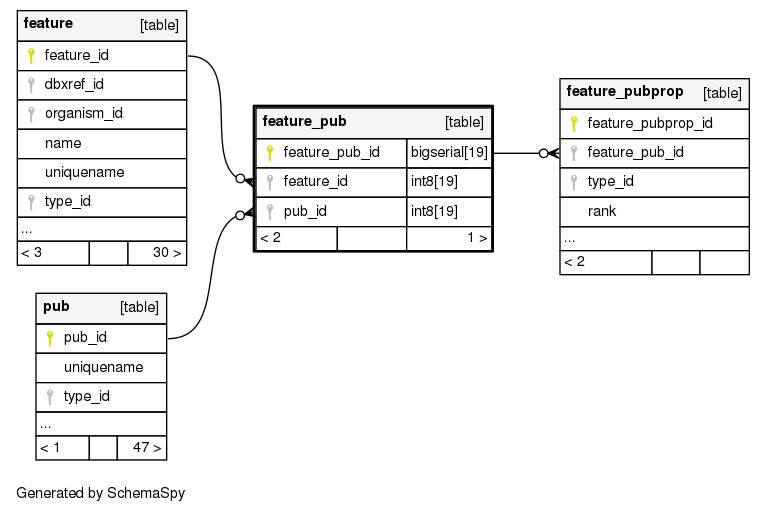 feature [table]
feature_id
dbxref_id
organism_id
name
uniquename
type_id
...
< 3 30 >
feature_pub [table]
feature_pub_id bigserial[19]
feature_id int8[19]
pub_id int8[19]
< 2 1 >
feature_pubprop [table]
feature_pubprop_id
feature_pub_id
type_id
rank
...
< 2
pub [table]
pub_id
uniquename
type_id
...
< 1 47 >
Generated by SchemaSpy